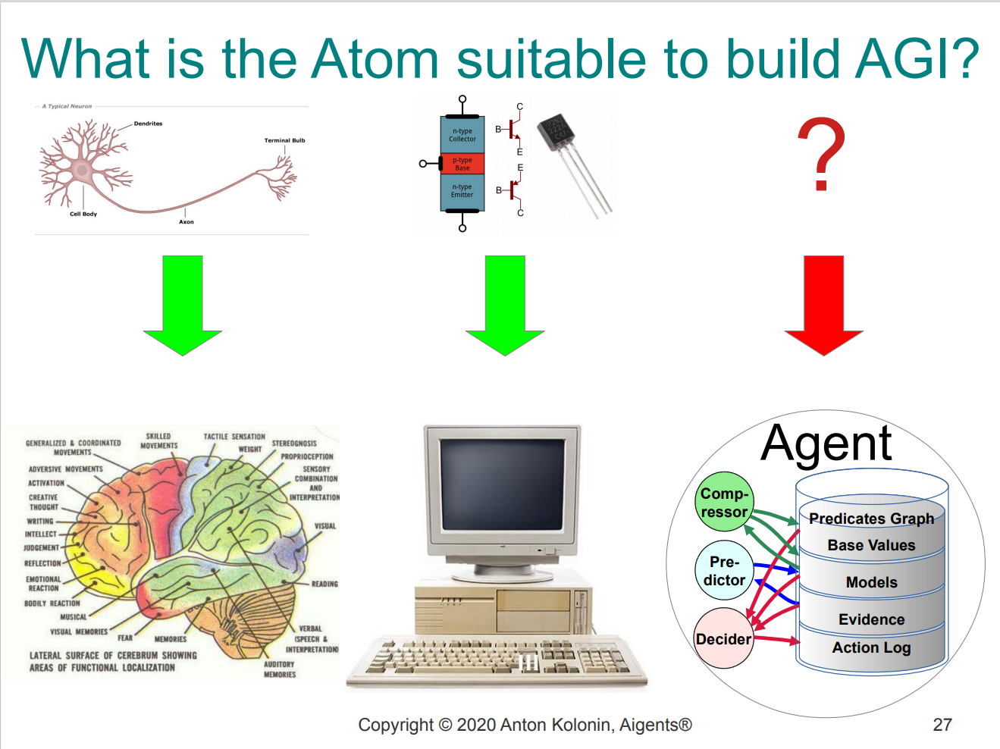 What is the Atom suitable to build AGI?
A Typical Neuron
Dendrites
Terminal Bulb
Cell Body
Axon
n-type
Collector
p-type
Base
n-type
Emitter
C
B
E
E
B
C
?
GENERALIZED & COORDINATED
MOVEMENTS
SKILLED
MOVEMENTS
TACTILE SENSATION
WEIGHT
STEREOGNOSIS
PROPRIOCEPTION
SENSORY
COMBINATION
AND
INTERPRETATION
ADVERSIVE MOVEMENTS
ACTIVATION
CREATIVE
THOUGHT
WRITING
INTELLECT
JUDGEMENT
REFLECTION
EMOTIONAL
REACTION
BODILY REACTION
MUSICAL
VISUAL MEMORIES
FEAR
MEMORIES
VISUAL
READING
VERBAL
(SPEECH &
INTERPRETATION)
AUDITORY
MEMORIES
LATERAL SURFACE OF CEREBRUM SHOWING
AREAS OF FUNCTIONAL LOCALIZATION
Agent
Comp-
ressor
Pre-
dictor
Decider
Predicates Graph
Base Values
Models
Evidence
Action Log
Copyright © 2020 Anton Kolonin, Aigents®
27